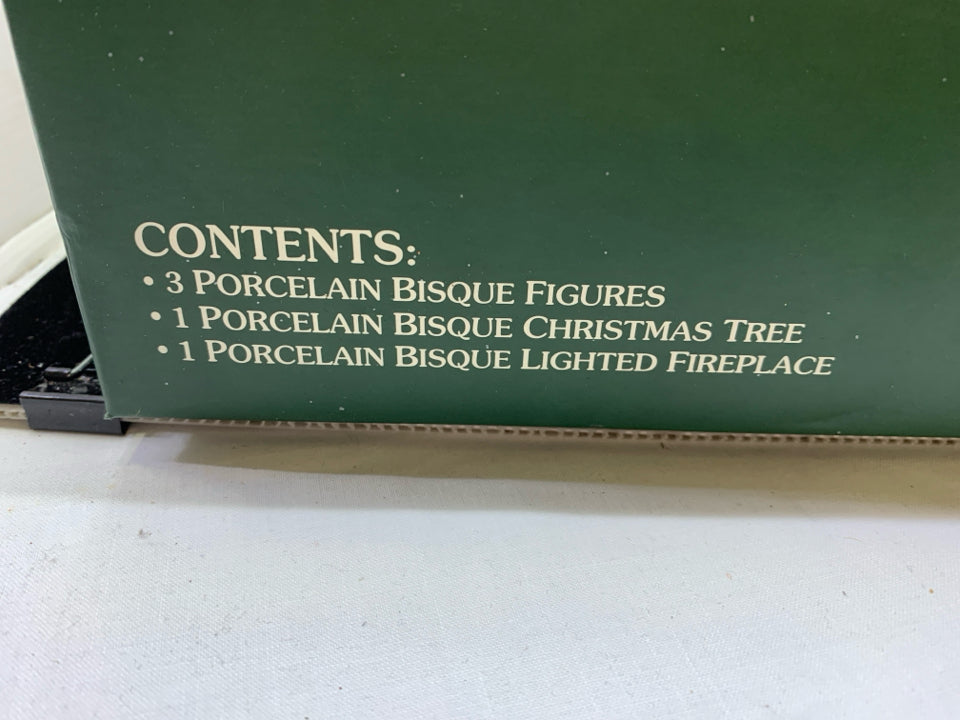 CONTENTS:
• 3 PORCELAIN BISQUE FIGURES
• 1 PORCELAIN BISQUE CHRISTMAS TREE
• 1 PORCELAIN BISQUE LIGHTED FIREPLACE